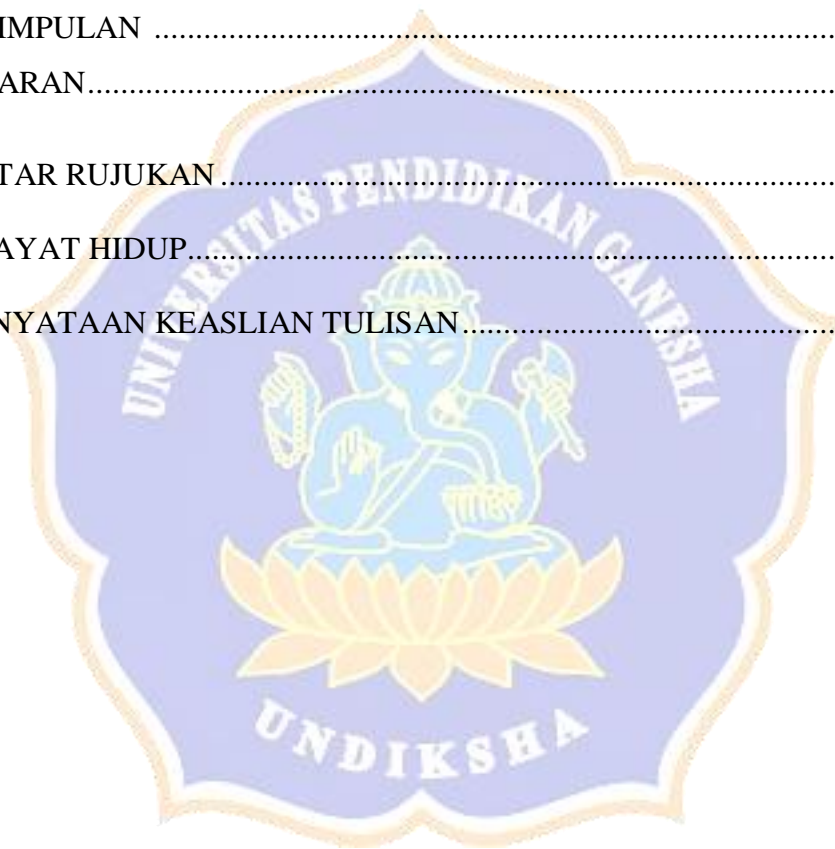 IMPULAN ....................................................................................
ARAN..........................................................................................
TAR RUJUKAN ..........................................................................
AYAT HIDUP..............................................................................
NYATAAN KEASLIAN TULISAN.............................................
UNIVERSITAS PENDIDIKAN GANESHA
UNDIKSHA